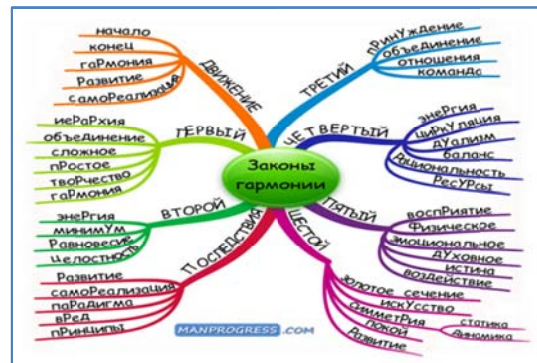 Законы
гармонии
ДВИЖЕНИЕ
начало
конец
гаРмония
Развитие
самоРеализация
ПЕРВЫЙ
иеРаРхия
объединение
сложное
пРостое
твоРчество
гаРмония
ВТОРОЙ
энеРгия
минимУм
Равновесие
целостность
ПОСЛЕДСТВИЯ
Развитие
самоРеализация
паРадигма
вРед
пРинципы
ТРЕТИЙ
пРинУждение
объединение
отношения
команда
ЧЕТВЕРТЫЙ
энеРгия
циРкУляция
дУализм
баланс
Рациональность
РесУРсы
ПЯТЫЙ
воспРиятие
Физическое
эмоциональное
дУховное
истина
воздействие
ШЕСТОЙ
золотое сечение
искУсство
симметРия
покой
Развитие
статика
динамика
MANPROGRESS.COM